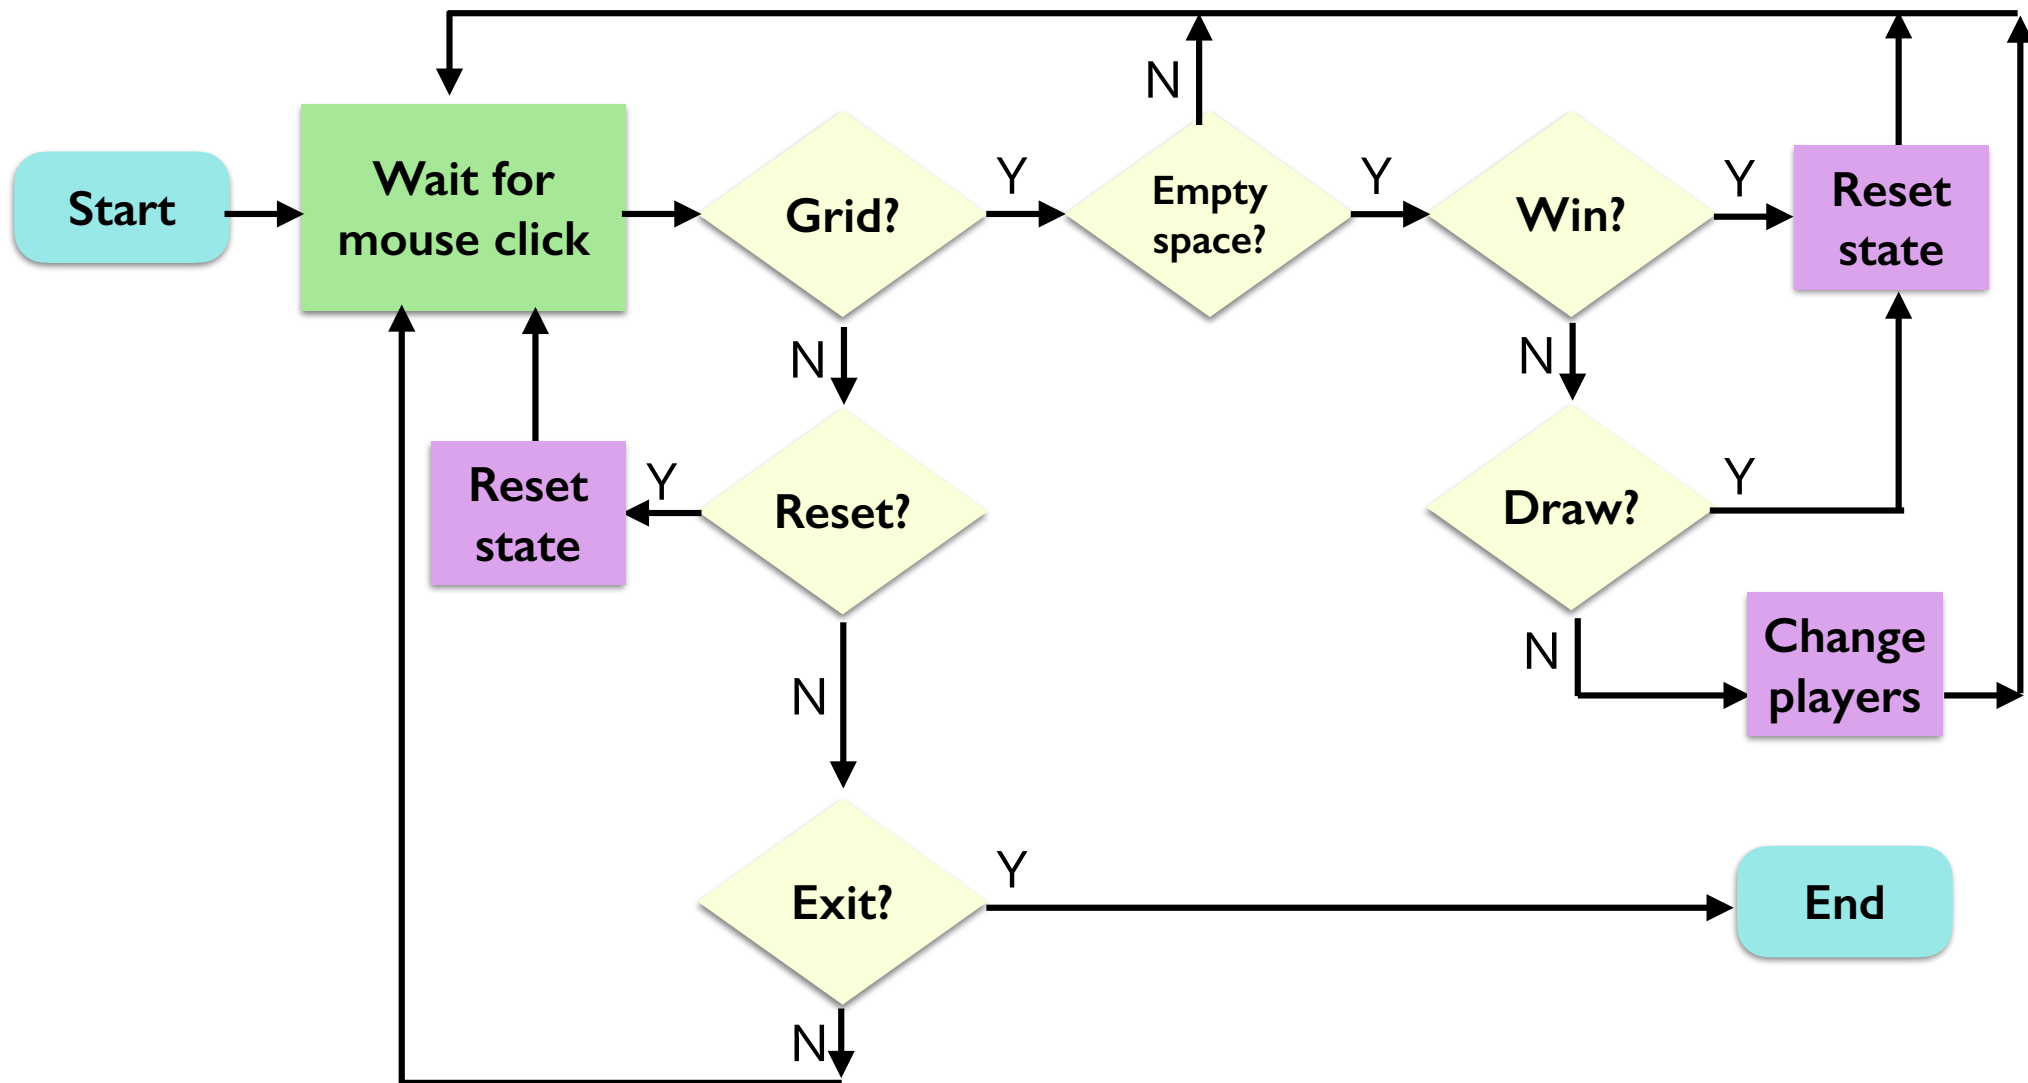 N
Start
Wait for
mouse click
Grid?
Y
Empty
space?
Y
Win?
Y
Reset
state
N
N
Reset
state
Y
Reset?
Draw?
Y
N
N
Change
players
Exit?
Y
End
N